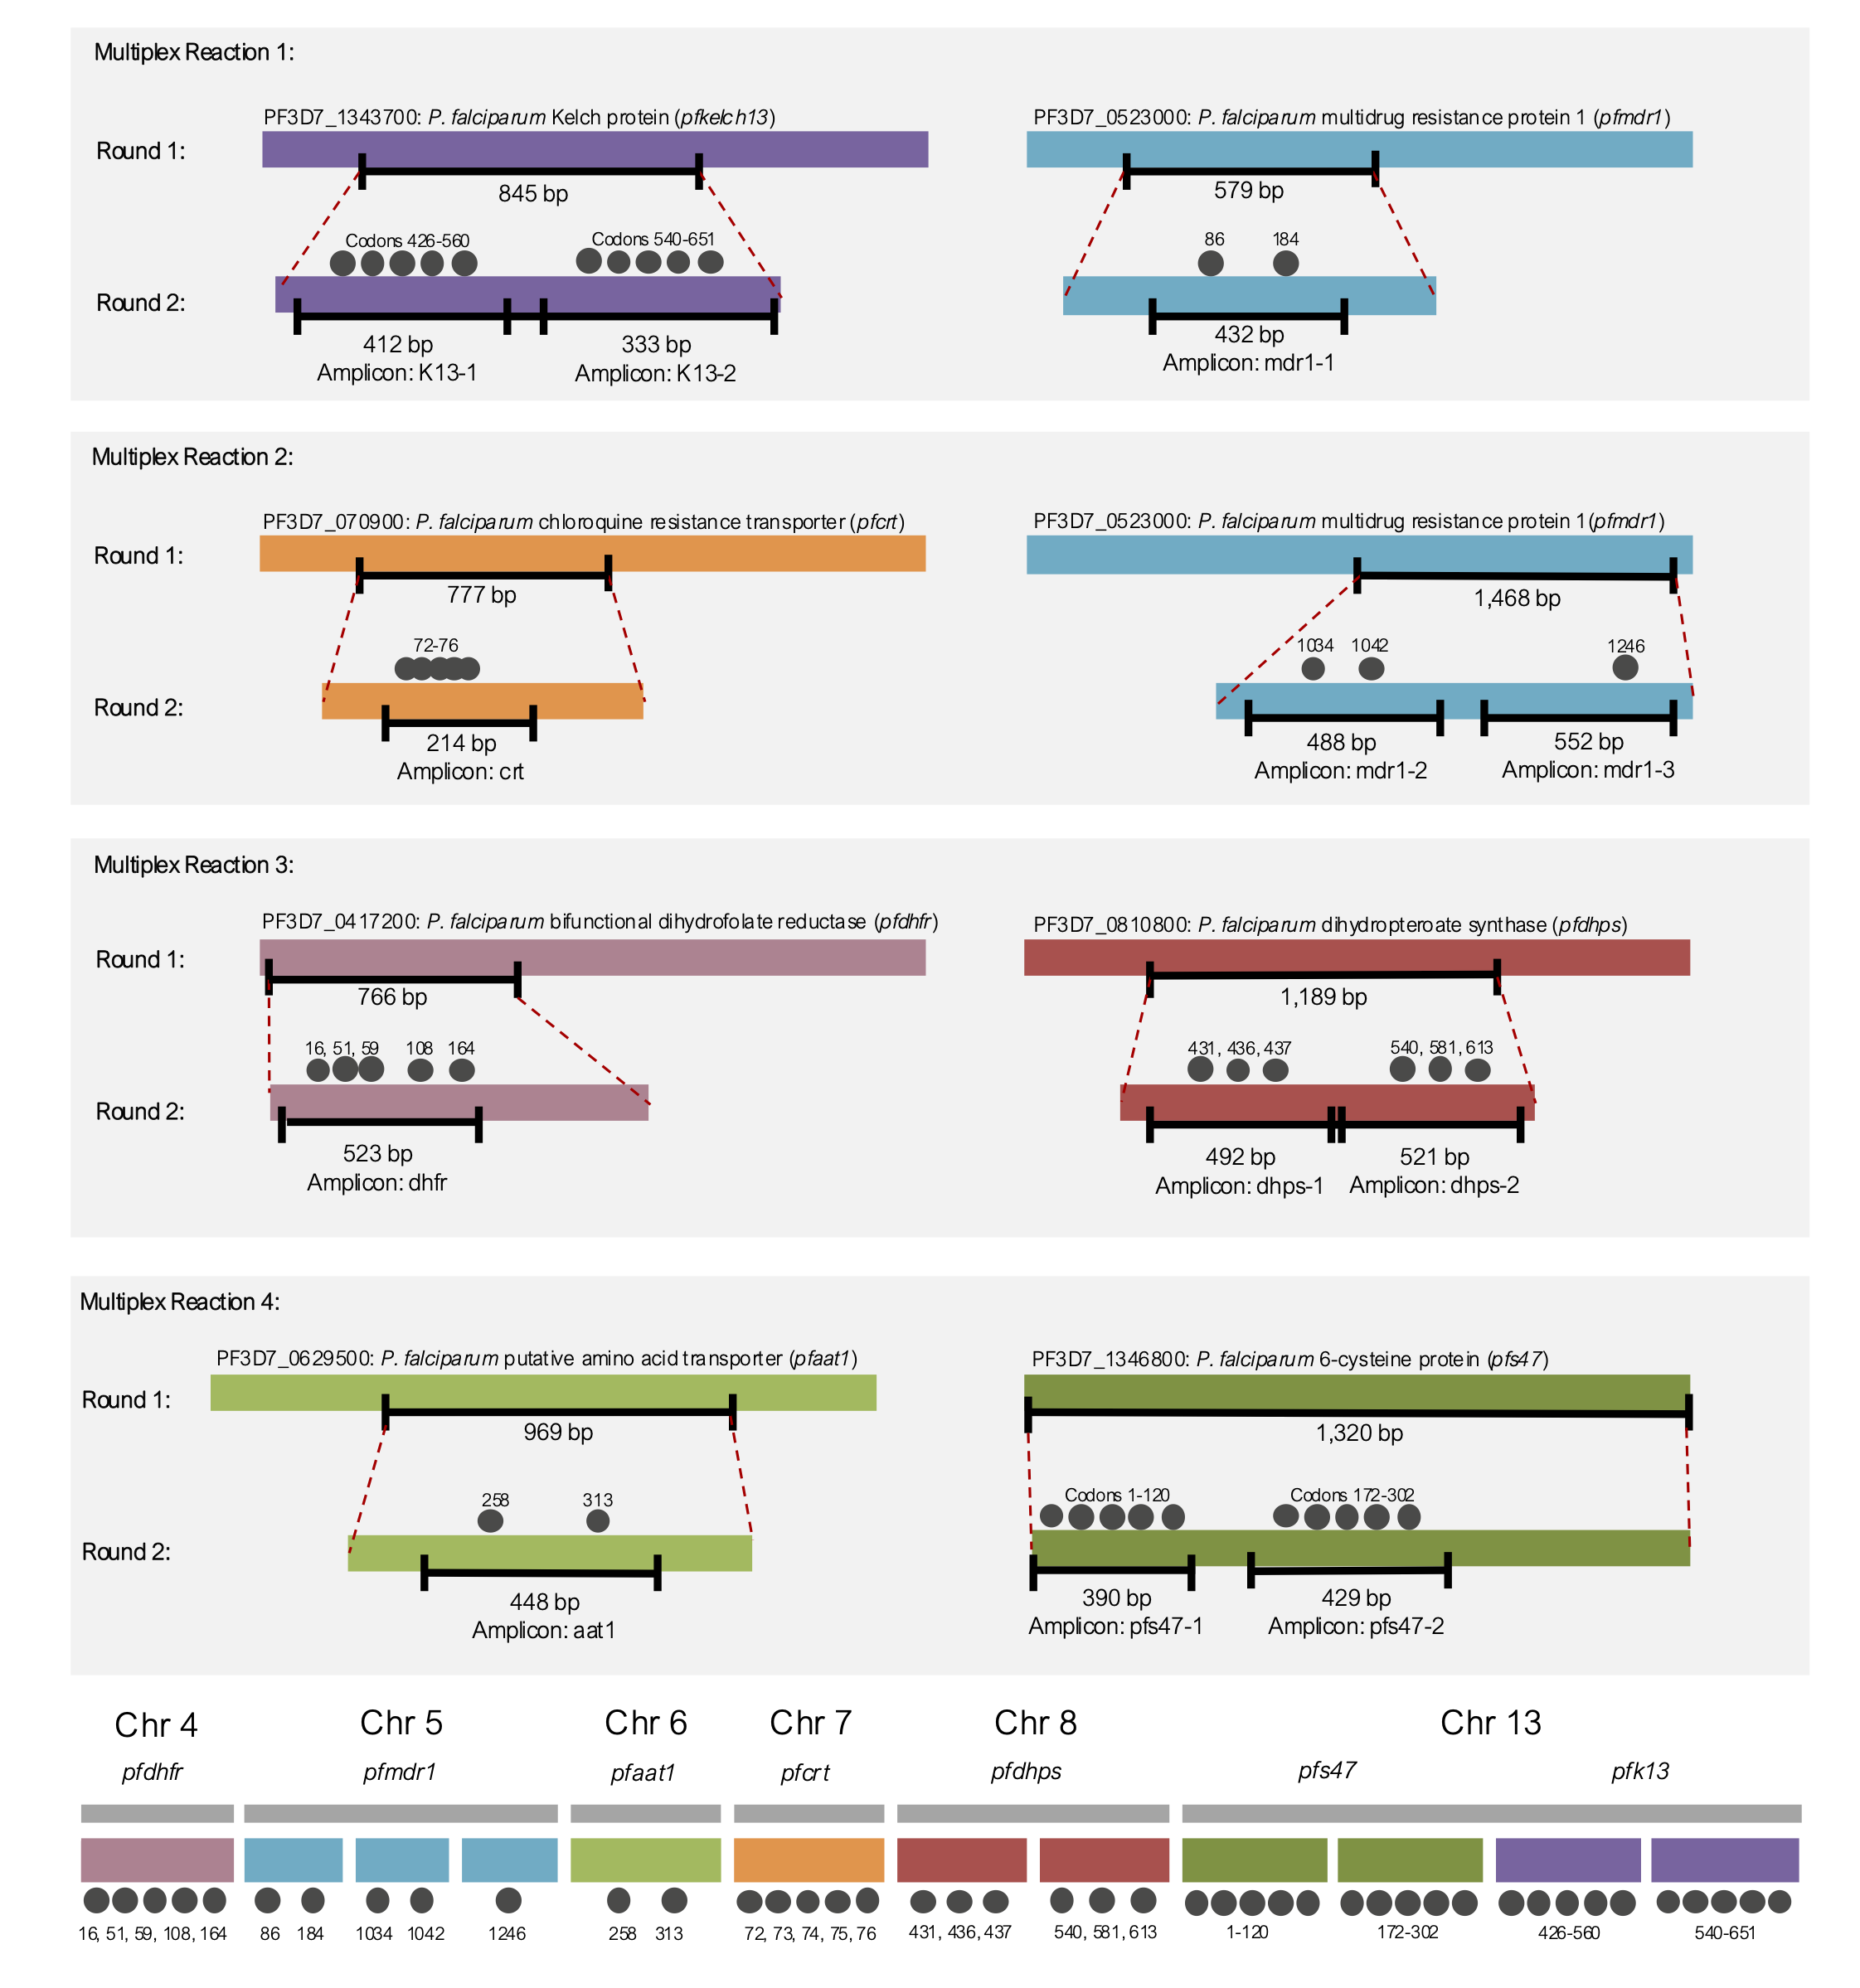 Multiplex Reaction 1:
PF3D7_1343700: P. falciparum Kelch protein (pfkelch13)
PF3D7_0523000: P. falciparum multidrug resistance protein 1 (pfmdr1)
Round 1:
845 bp
579 bp
Codons 426-560
Codons 540-651
86
184
Round 2:
412 bp
333 bp
432 bp
Amplicon: K13-1
Amplicon: K13-2
Amplicon: mdr1-1
Multiplex Reaction 2:
PF3D7_070900: P. falciparum chloroquine resistance transporter (pfcrt)
PF3D7_0523000: P. falciparum multidrug resistance protein 1(pfmdr1)
Round 1:
777 bp
1,468 bp
72-76
1034
1042
1246
Round 2:
214 bp
488 bp
552 bp
Amplicon: crt
Amplicon: mdr1-2
Amplicon: mdr1-3
Multiplex Reaction 3:
PF3D7_0417200: P. falciparum bifunctional dihydrofolate reductase (pfdhfr)
PF3D7_0810800: P. falciparum dihydropteroate synthase (pfdhps)
Round 1:
766 bp
1,189 bp
16, 51, 59
108
164
431, 436, 437
540, 581, 613
Round 2:
523 bp
492 bp
521 bp
Amplicon: dhfr
Amplicon: dhps-1
Amplicon: dhps-2
Multiplex Reaction 4:
PF3D7_0629500: P. falciparum putative amino acid transporter (pfaat1)
PF3D7_1346800: P. falciparum 6-cysteine protein (pfs47)
Round 1:
969 bp
1,320 bp
258
313
Codons 1-120
Codons 172-302
Round 2:
448 bp
390 bp
429 bp
Amplicon: aat1
Amplicon: pfs47-1
Amplicon: pfs47-2
Chr 4
Chr 5
Chr 6
Chr 7
Chr 8
Chr 13
pfdhfr
pfmdr1
pfaat1
pfcrt
pfdhps
pfs47
pfk13
16, 51, 59, 108, 164
86
184
1034
1042
1246
258
313
72, 73, 74, 75, 76
431, 436, 437
540, 581, 613
1-120
172-302
426-560
540-651